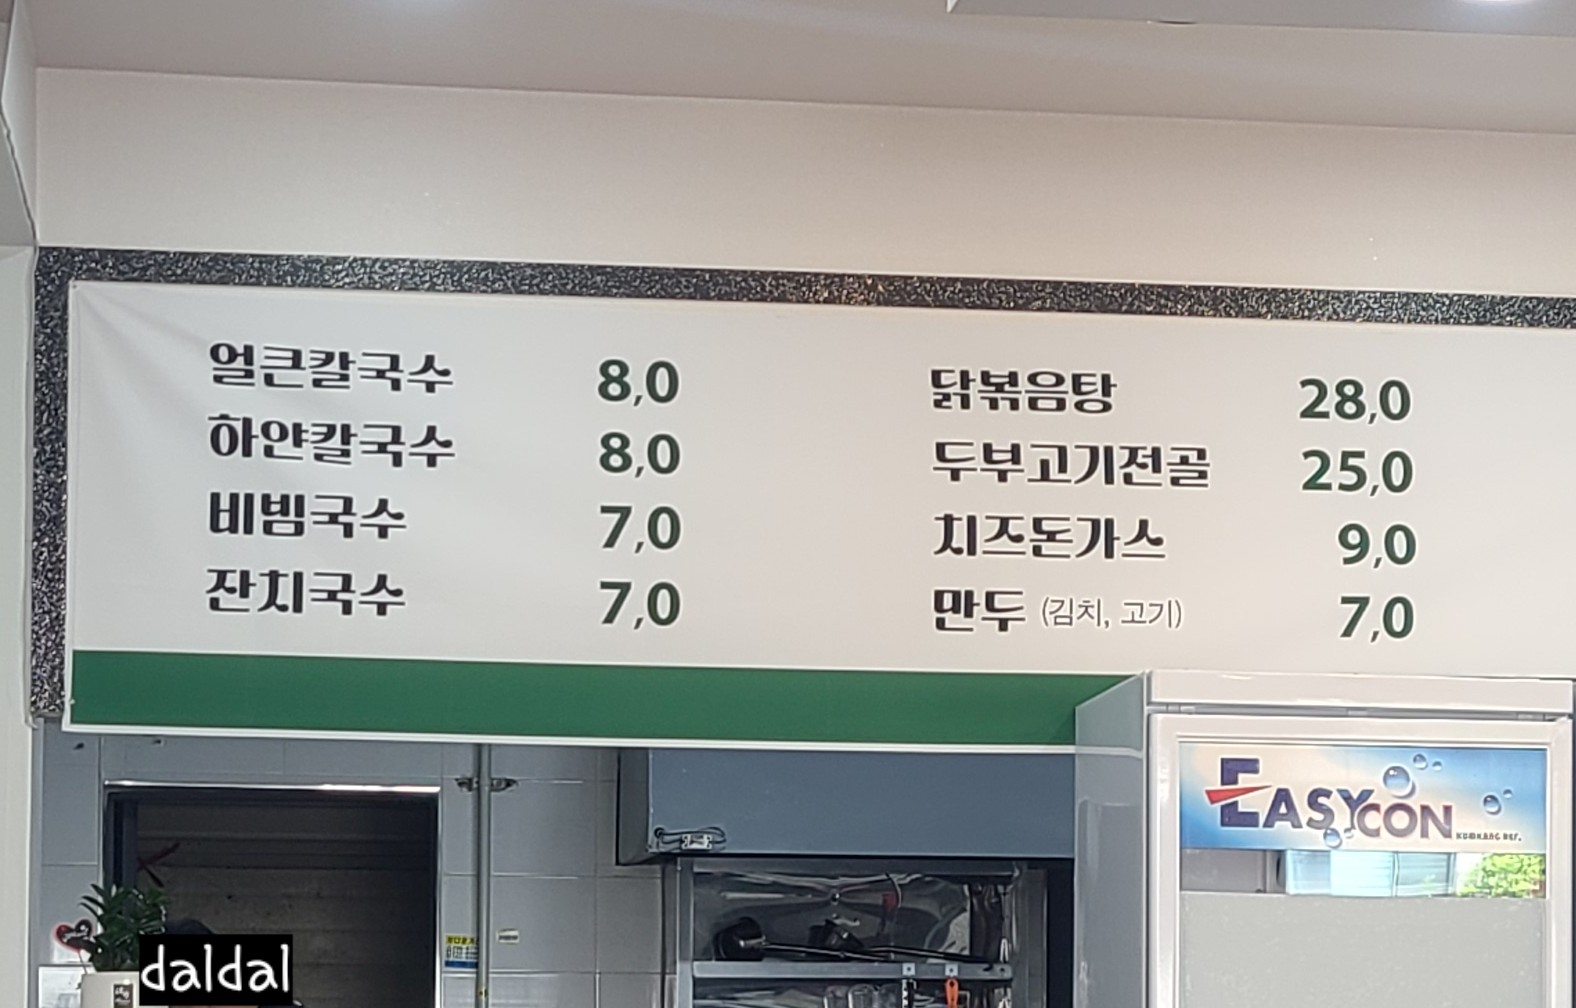 얼큰칼국수 8,0
하얀칼국수 8,0
비빔국수 7,0
잔치국수 7,0
닭볶음탕 28,0
두부고기전골 25,0
치즈돈가스 9,0
만두 (김치, 고기) 7,0
EASYCON
daldal